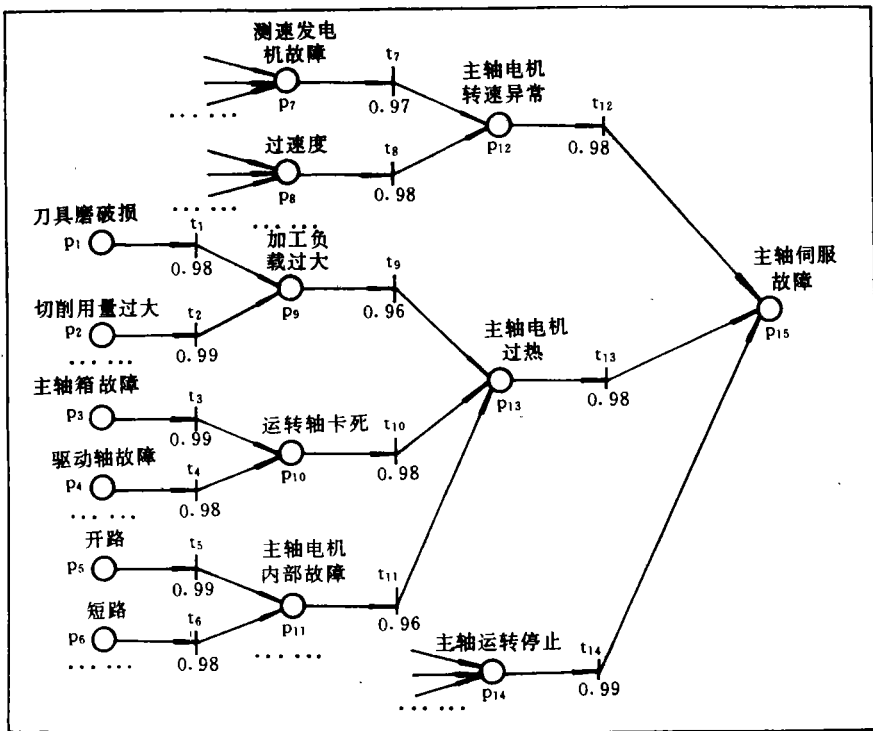 测速发电
机故障
p₇
t₇
0.97
主轴电机
转速异常
p₁₂
t₁₂
0.98
过速度
p₈
t₈
0.98
刀具磨破损
p₁
t₁
0.98
加工负
载过大
p₉
t₉
0.96
主轴伺服
故障
p₁₅
切削用量过大
p₂
t₂
0.99
主轴电机
过热
p₁₃
t₁₃
0.98
主轴箱故障
p₃
t₃
0.99
运转轴卡死
p₁₀
t₁₀
0.98
驱动轴故障
p₄
t₄
0.98
开路
p₅
t₅
0.99
主轴电机
内部故障
p₁₁
t₁₁
0.96
短路
p₆
t₆
0.98
主轴运转停止
p₁₄
t₁₄
0.99